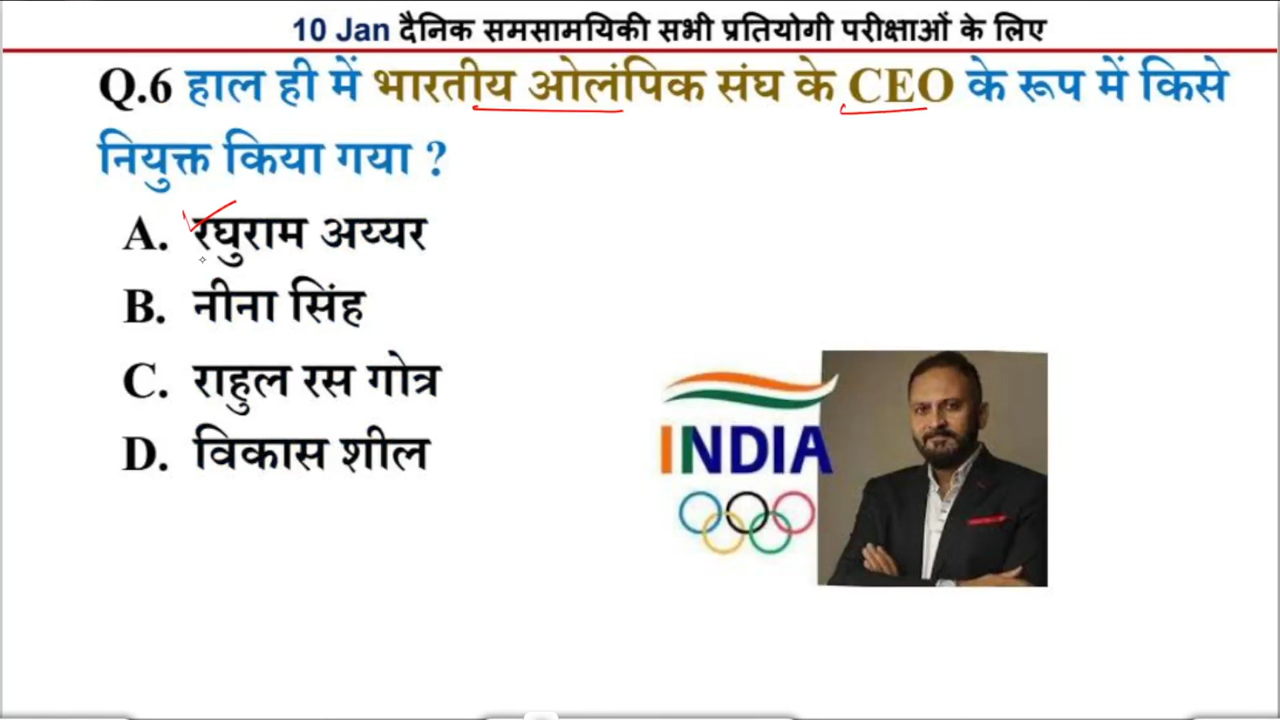 10 Jan दैनिक समसामयिकी सभी प्रतियोगी परीक्षाओं के लिए
Q.6 हाल ही में भारतीय ओलंपिक संघ के CEO के रूप में किसे
नियुक्त किया गया ?
A. रघुराम अय्यर
B. नीना सिंह
C. राहुल रस गोत्र
D. विकास शील
INDIA